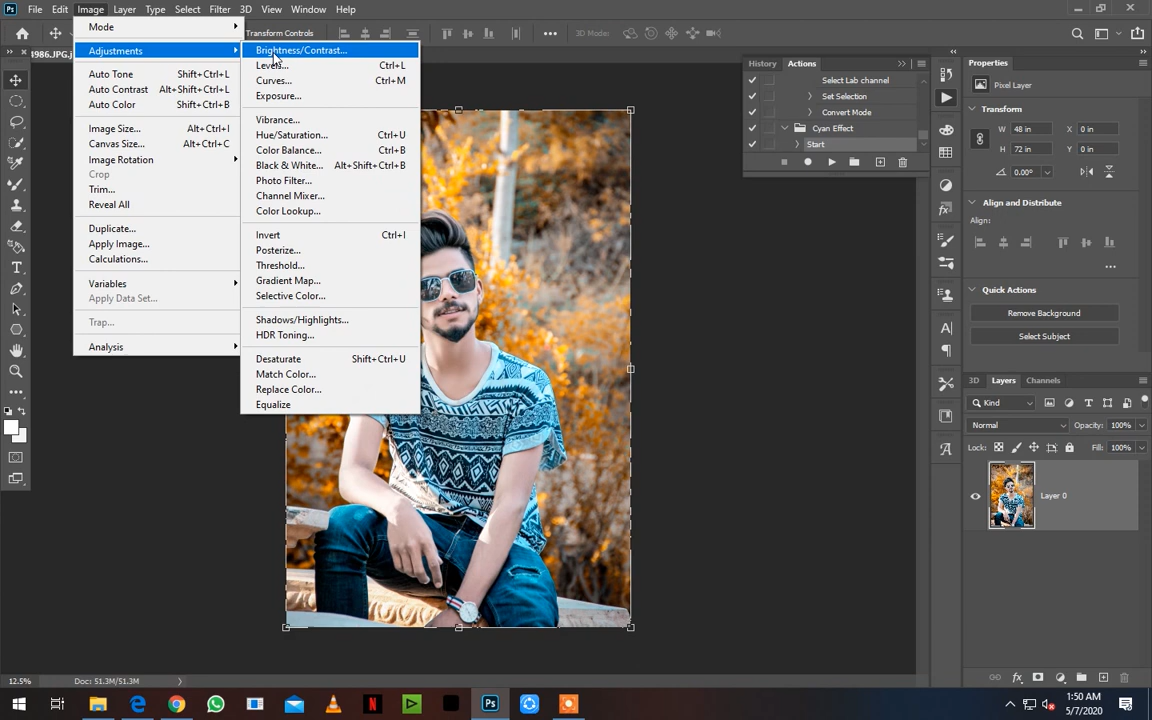 Ps File Edit Image Layer Type Select Filter 3D View Window Help
Transform Controls 3D Mode:
4986.JPG.j
Mode
Adjustments
Auto Tone Shift+Ctrl+L
Auto Contrast Alt+Shift+Ctrl+L
Auto Color Shift+Ctrl+B
Image Size... Alt+Ctrl+I
Canvas Size... Alt+Ctrl+C
Image Rotation
Crop
Trim...
Reveal All
Duplicate...
Apply Image...
Calculations...
Variables
Apply Data Set...
Trap...
Analysis
Brightness/Contrast...
Levels... Ctrl+L
Curves... Ctrl+M
Exposure...
Vibrance...
Hue/Saturation... Ctrl+U
Color Balance... Ctrl+B
Black & White... Alt+Shift+Ctrl+B
Photo Filter...
Channel Mixer...
Color Lookup...
Invert Ctrl+I
Posterize...
Threshold...
Gradient Map...
Selective Color...
Shadows/Highlights...
HDR Toning...
Desaturate Shift+Ctrl+U
Match Color...
Replace Color...
Equalize
History Actions
Select Lab channel
Set Selection
Convert Mode
Cyan Effect
Start
Properties
Pixel Layer
Transform
W 48 in X 0 in
H 72 in Y 0 in
0.00°
Align and Distribute
Align:
Quick Actions
Remove Background
Select Subject
3D Layers Channels
Kind
Normal Opacity: 100%
Lock: Fill: 100%
Layer 0
12.5% Doc: 51.3M/51.3M
Ps
1:50 AM
5/7/2020